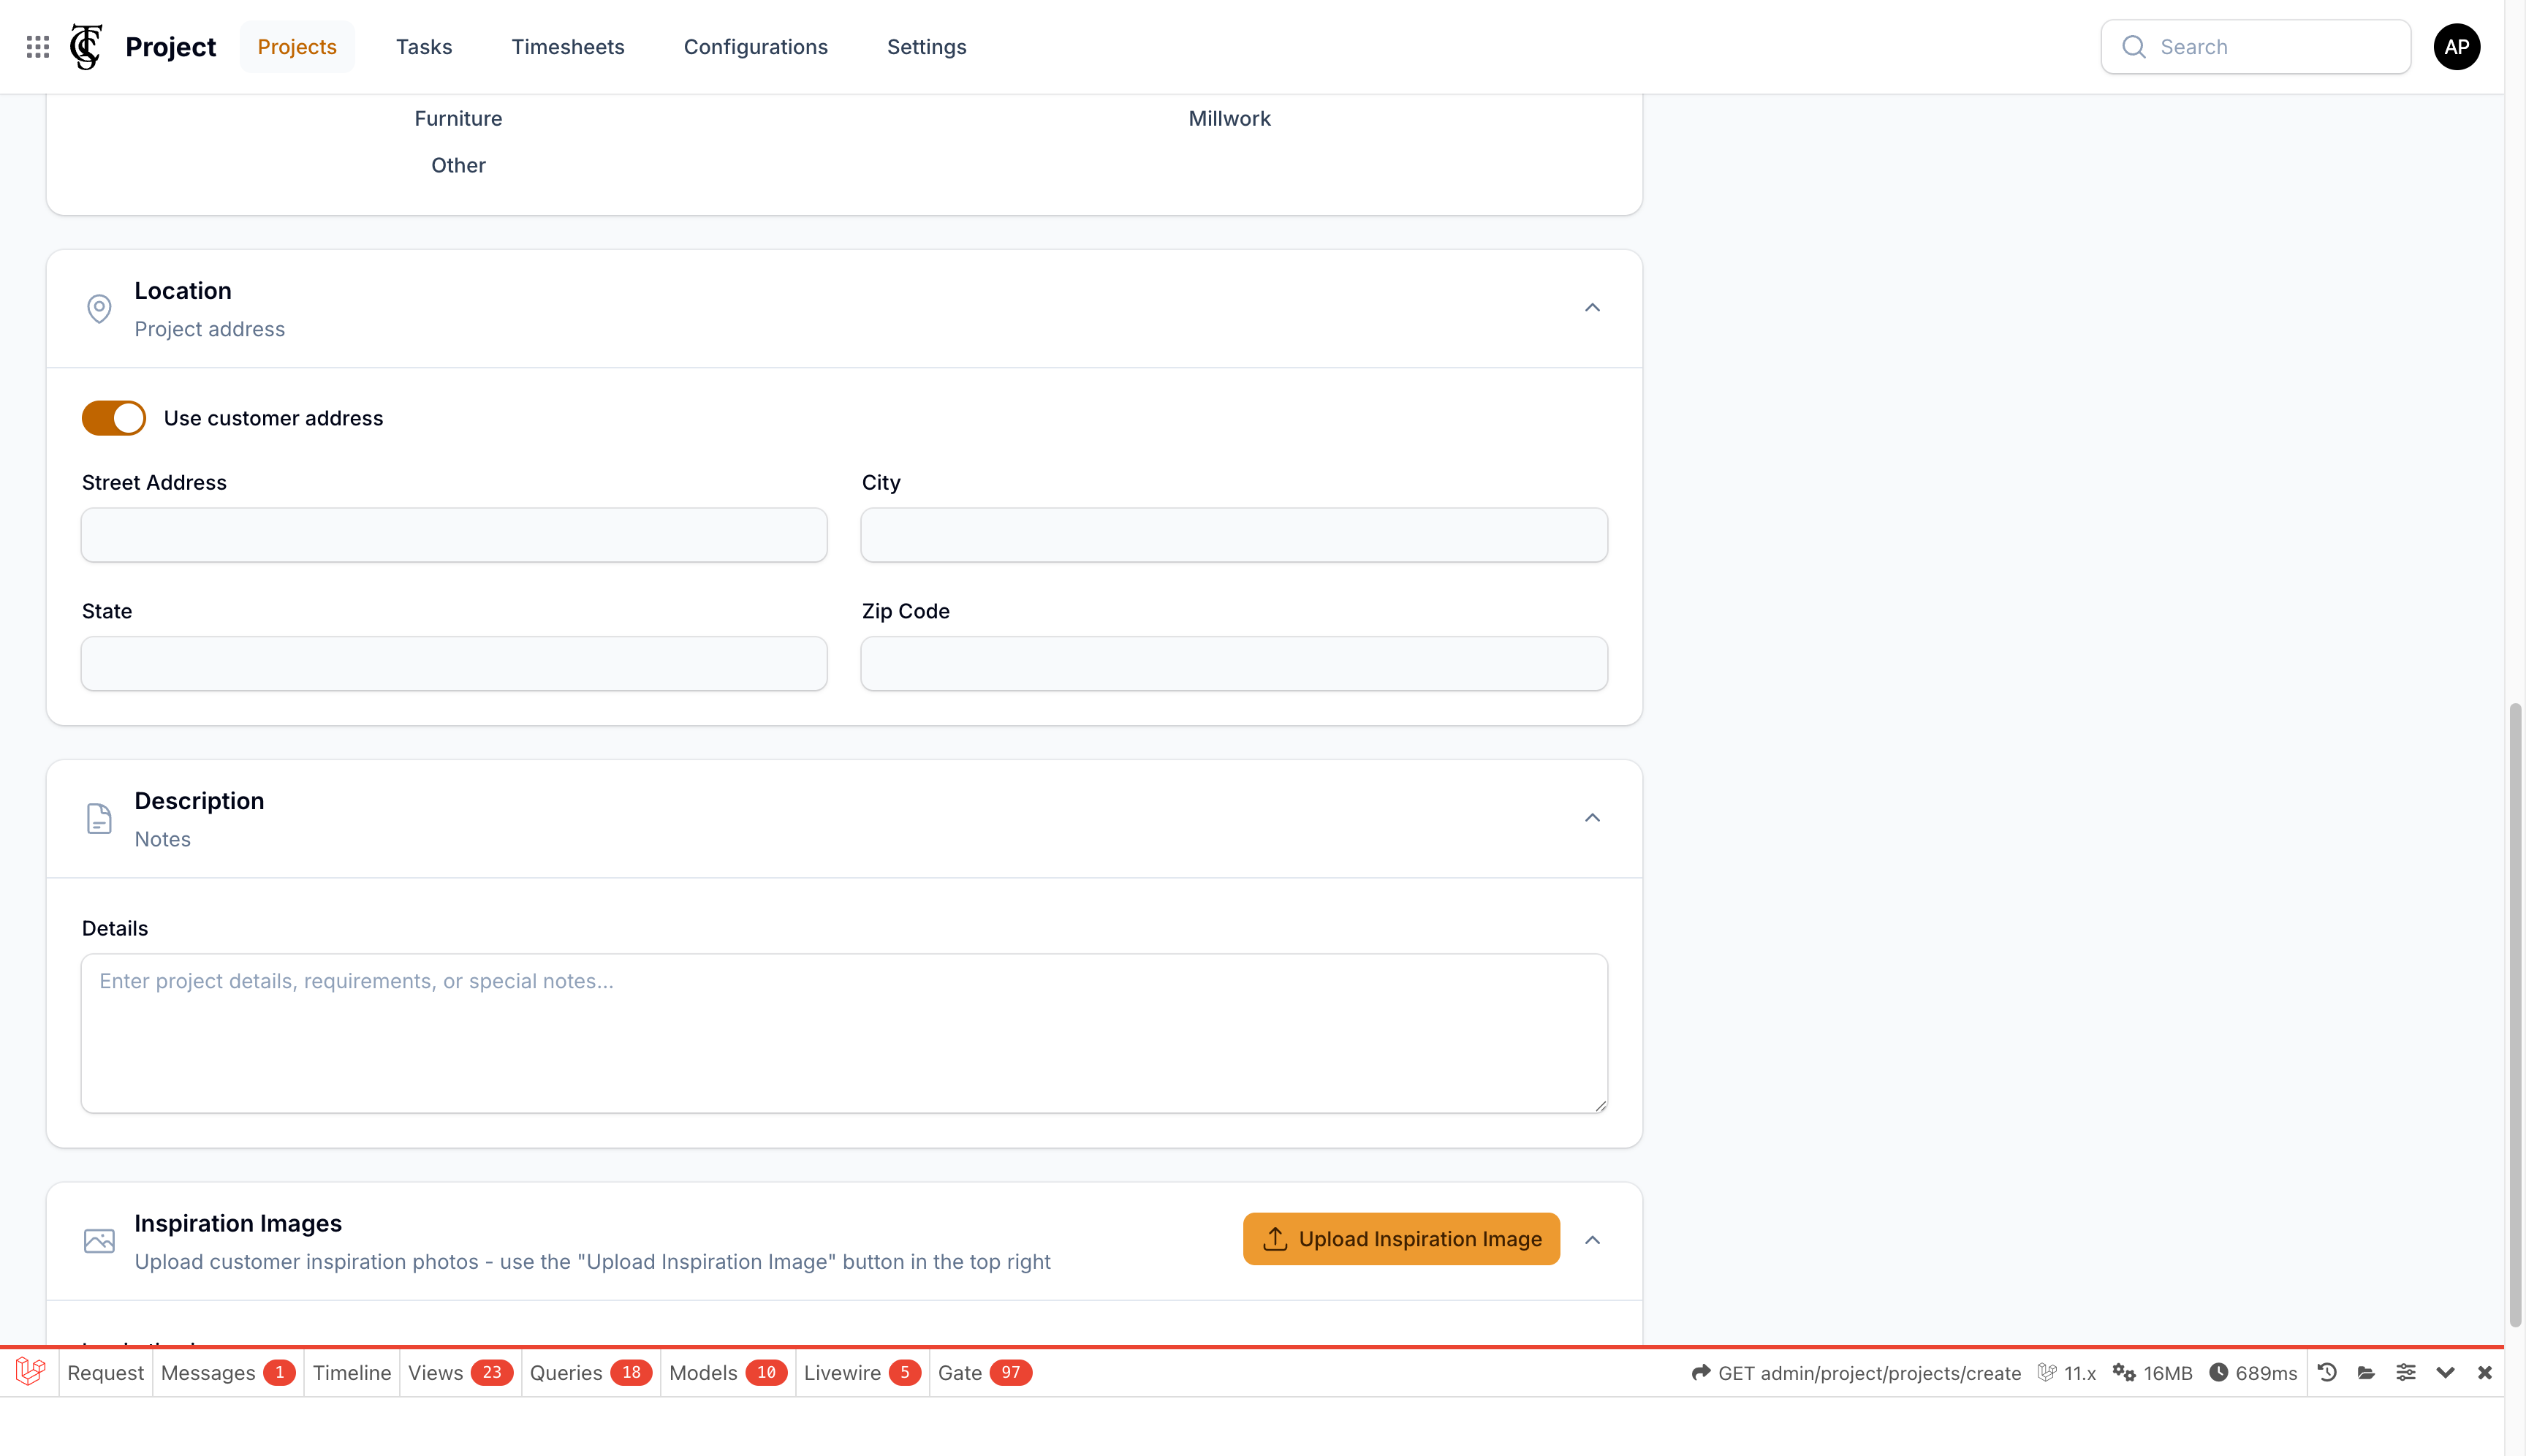 Project
Projects
Tasks
Timesheets
Configurations
Settings
Search
AP
Furniture
Millwork
Other
Location
Project address
Use customer address
Street Address
City
State
Zip Code
Description
Notes
Details
Enter project details, requirements, or special notes...
Inspiration Images
Upload customer inspiration photos - use the "Upload Inspiration Image" button in the top right
Upload Inspiration Image
Request
Messages 1
Timeline
Views 23
Queries 18
Models 10
Livewire 5
Gate 97
GET admin/project/projects/create
11.x
16MB
689ms